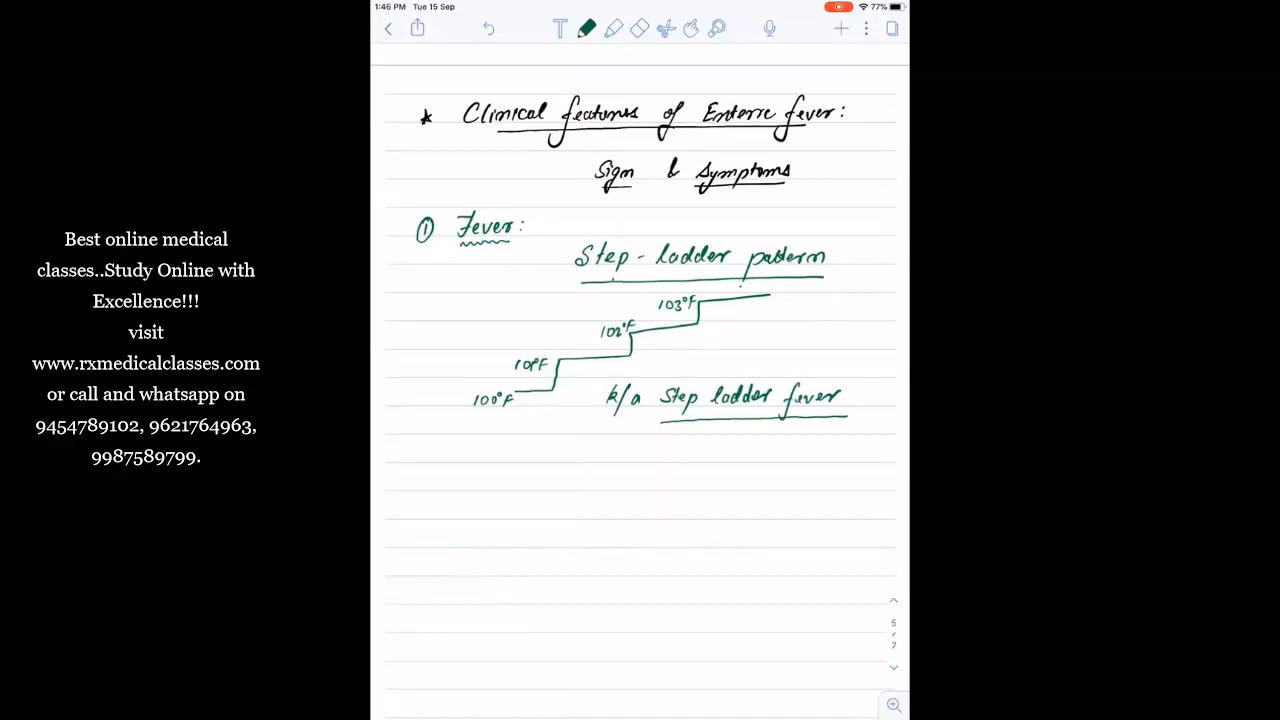 1:46 PM Tue 15 Sep
77%
Best online medical
classes..Study Online with
Excellence!!!
visit
www.rxmedicalclasses.com
or call and whatsapp on
9454789102, 9621764963,
9987589799.
* Clinical features of Enteric fever:
Sign & Symptoms
① Fever:
Step-ladder pattern
103°F
102°F
101°F
100°F
k/a Step ladder fever
5
/
7